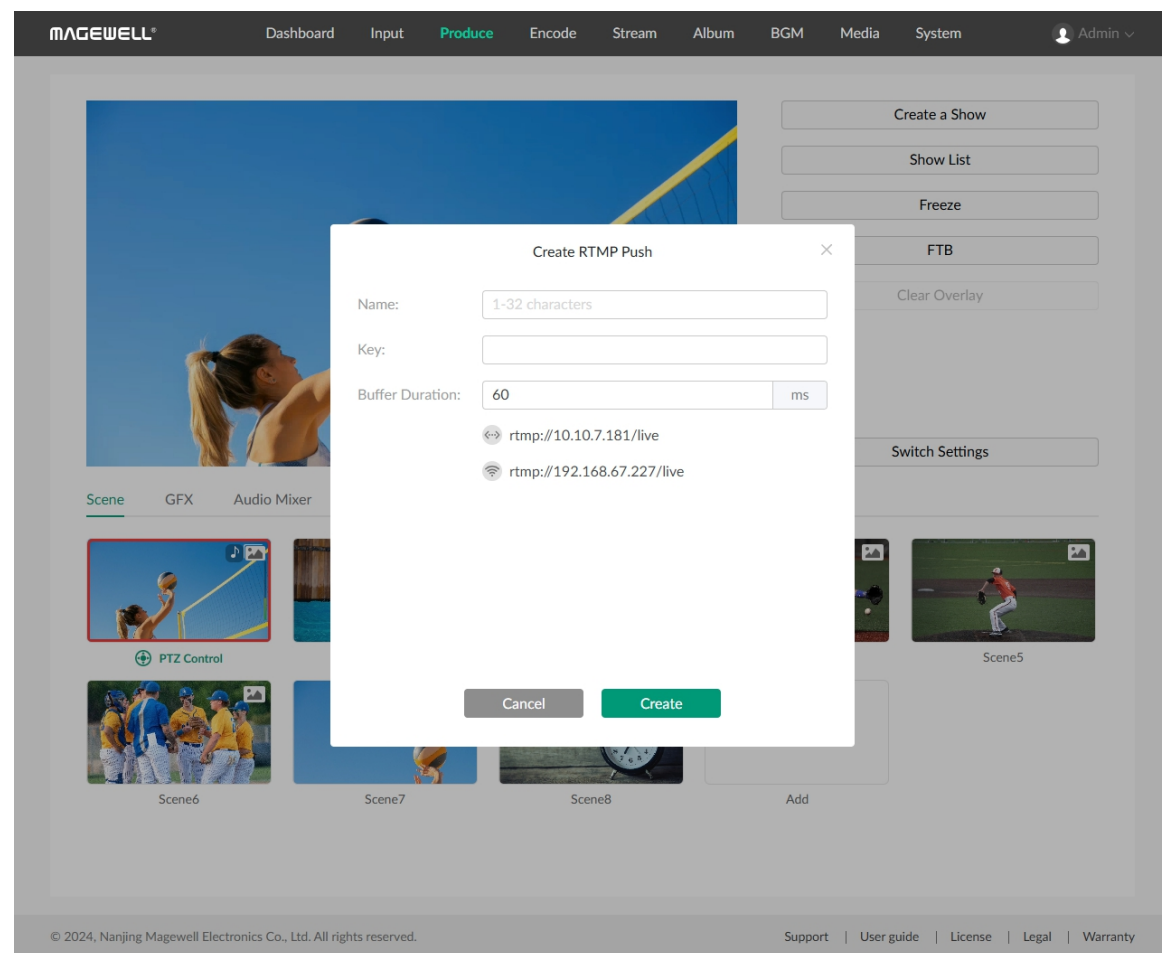 MAGEWELL® Dashboard Input Produce Encode Stream Album BGM Media System Admin
Create a Show
Show List
Freeze
FTB
Clear Overlay
Switch Settings
Create RTMP Push
Name: 1-32 characters
Key:
Buffer Duration: 60 ms
rtmp://10.10.7.181/live
rtmp://192.168.67.227/live
Cancel Create
Scene GFX Audio Mixer
PTZ Control Scene5
Scene6 Scene7 Scene8 Add
© 2024, Nanjing Magewell Electronics Co., Ltd. All rights reserved. Support | User guide | License | Legal | Warranty